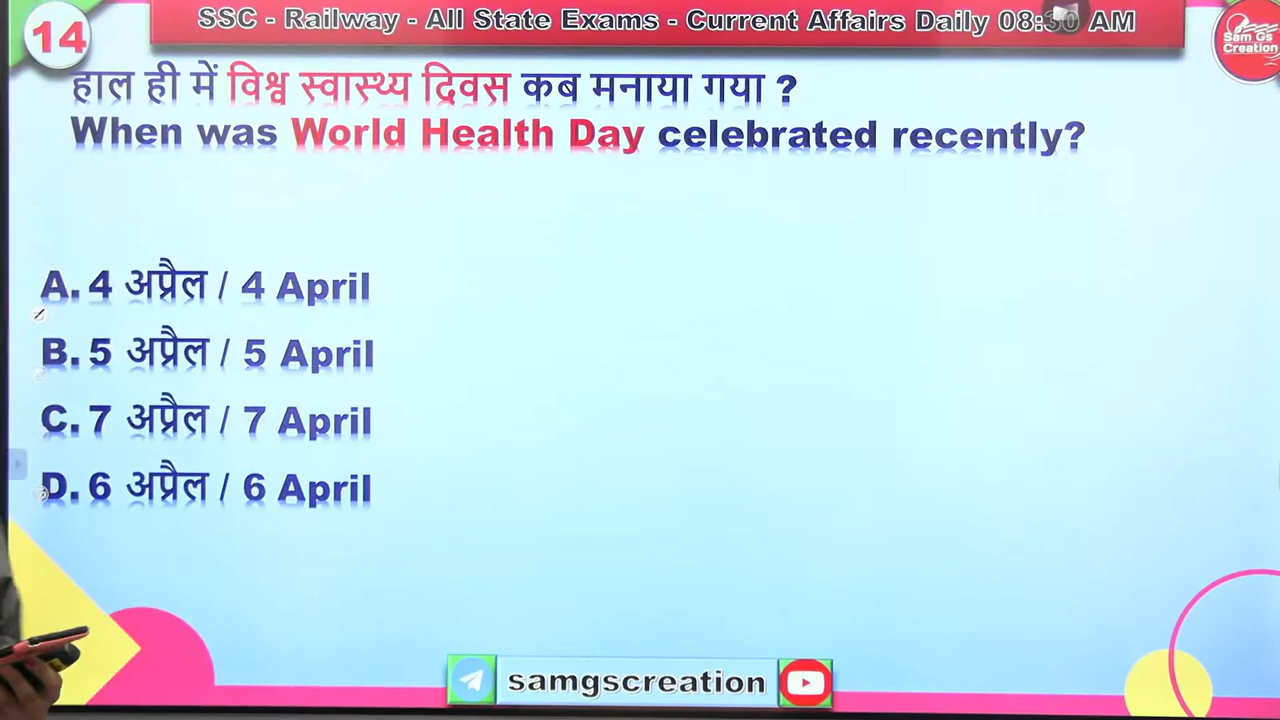 14
SSC - Railway - All State Exams - Current Affairs Daily 08:30 AM
Sam Gs
Creation
हाल ही में विश्व स्वास्थ्य दिवस कब मनाया गया ?
When was World Health Day celebrated recently?
A. 4 अप्रैल / 4 April
B. 5 अप्रैल / 5 April
C. 7 अप्रैल / 7 April
D. 6 अप्रैल / 6 April
samgscreation